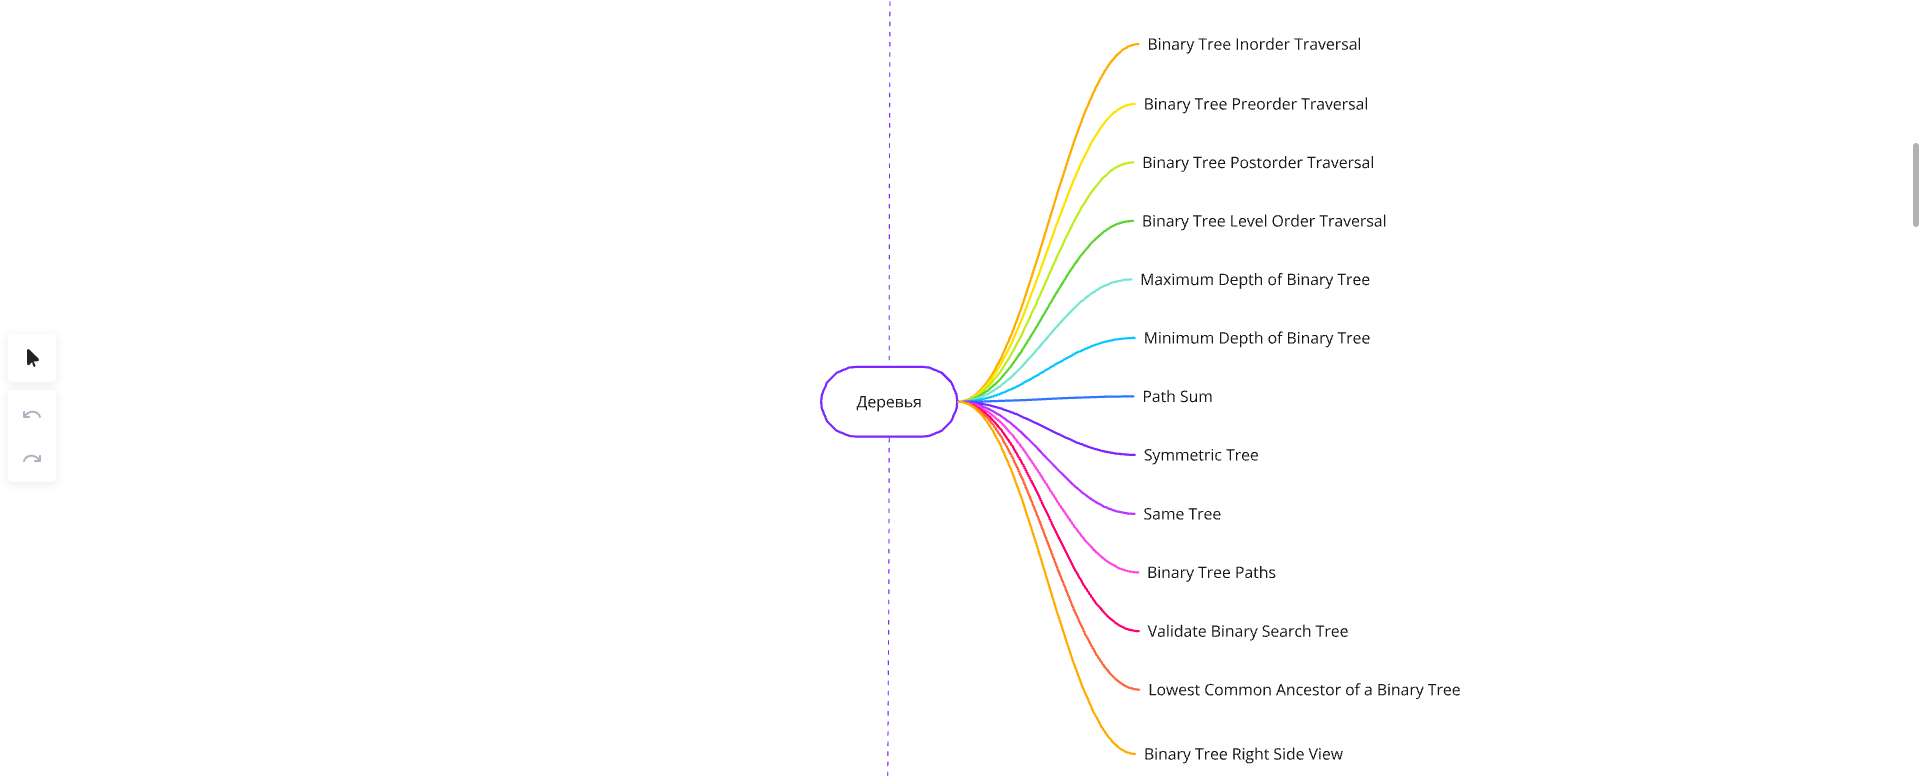 Деревья
Binary Tree Inorder Traversal
Binary Tree Preorder Traversal
Binary Tree Postorder Traversal
Binary Tree Level Order Traversal
Maximum Depth of Binary Tree
Minimum Depth of Binary Tree
Path Sum
Symmetric Tree
Same Tree
Binary Tree Paths
Validate Binary Search Tree
Lowest Common Ancestor of a Binary Tree
Binary Tree Right Side View